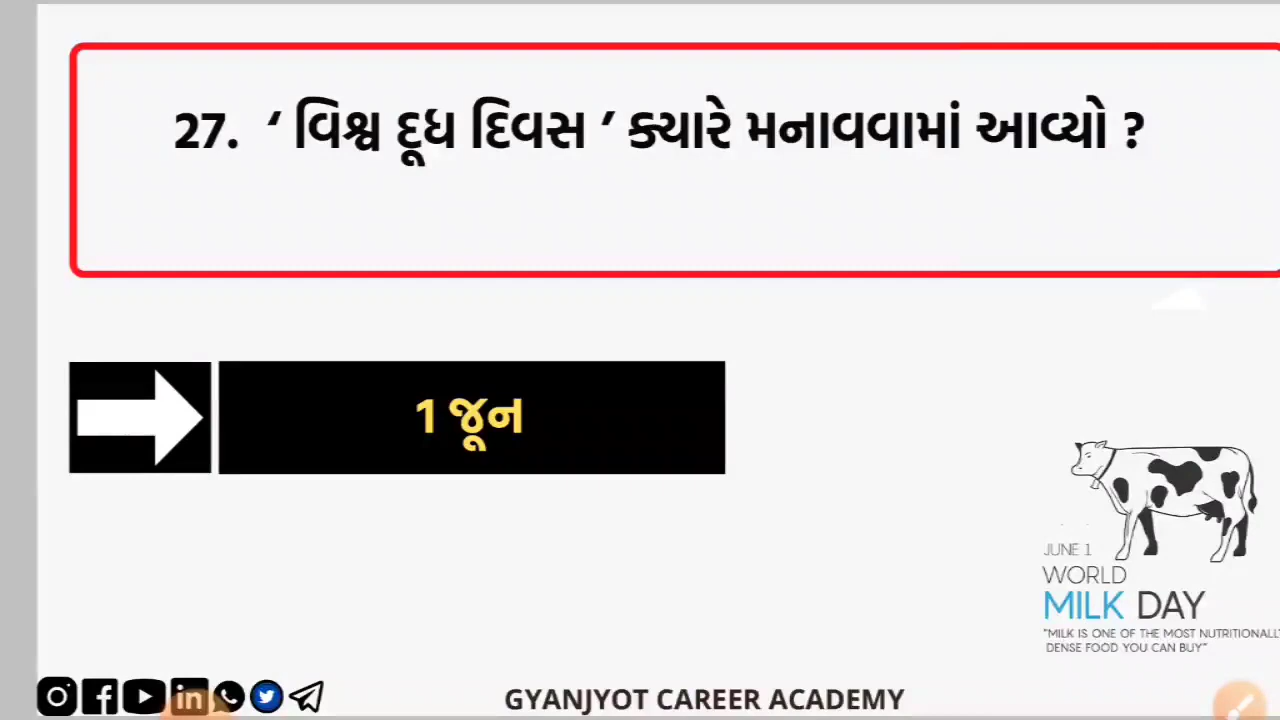 27. ‘ વિશ્વ દૂધ દિવસ ’ ક્યારે મનાવવામાં આવ્યો ?
1 જૂન
JUNE 1
WORLD
MILK DAY
"MILK IS ONE OF THE MOST NUTRITIONALL
DENSE FOOD YOU CAN BUY"
GYANJYOT CAREER ACADEMY